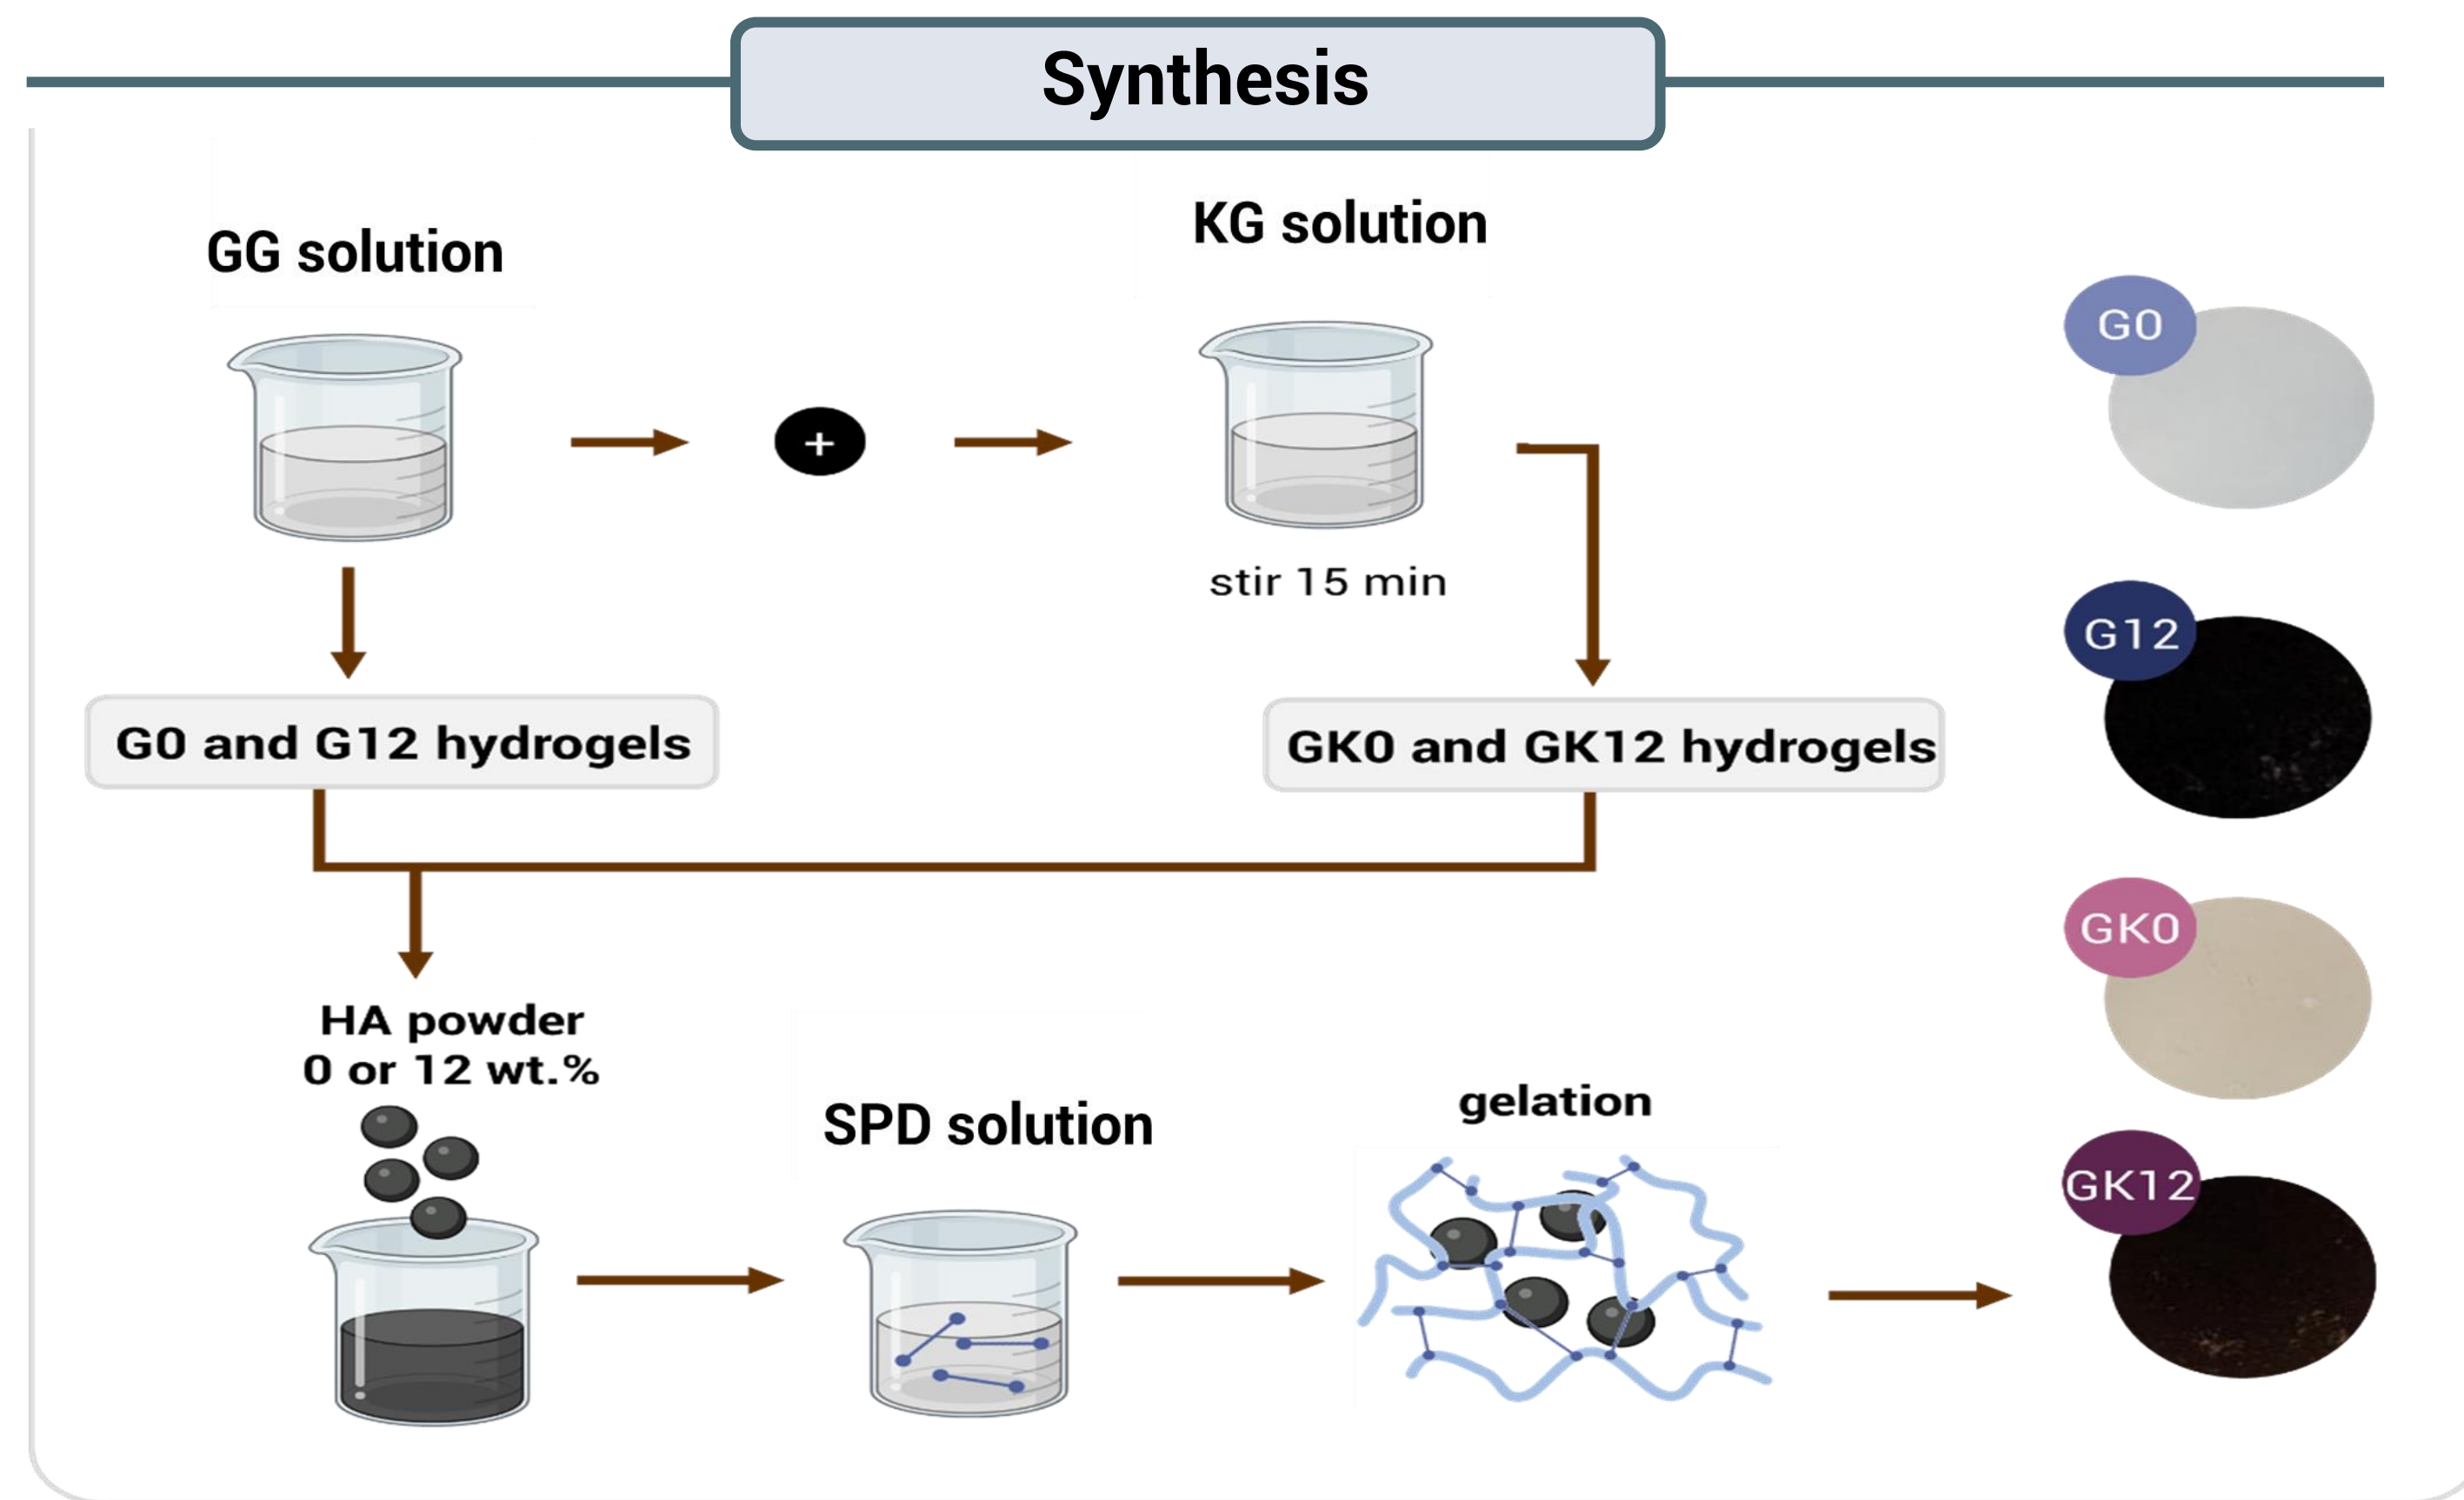 Synthesis
GG solution
KG solution
+
stir 15 min
G0 and G12 hydrogels
GK0 and GK12 hydrogels
HA powder
0 or 12 wt.%
SPD solution
gelation
G0
G12
GK0
GK12